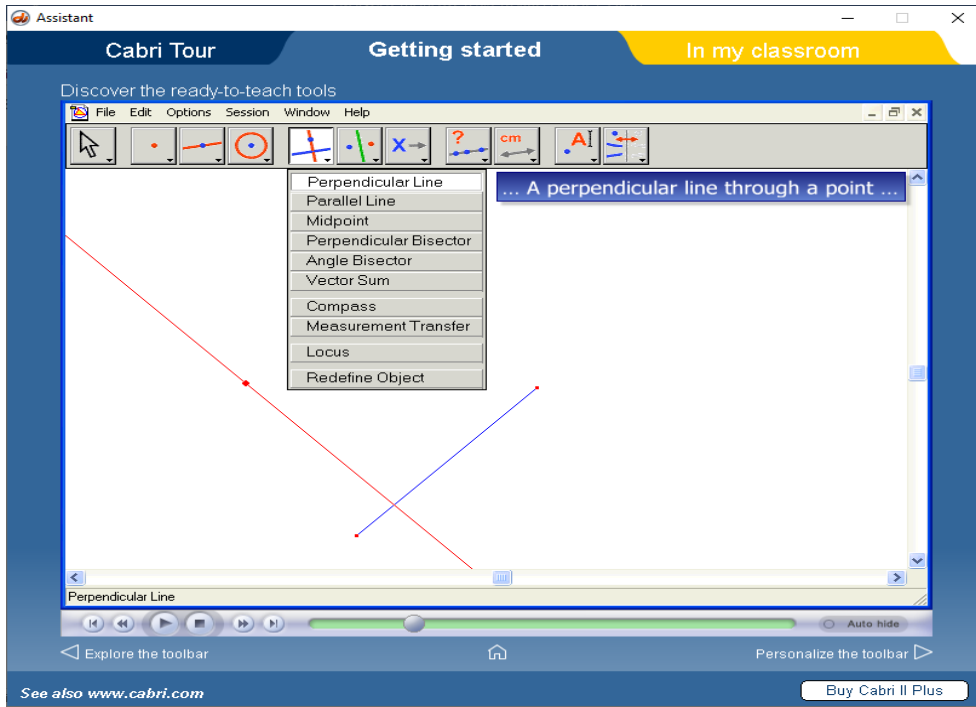 Assistant
Cabri Tour
Getting started
In my classroom
Discover the ready-to-teach tools
File Edit Options Session Window Help
X
?
cm
A
Perpendicular Line
Parallel Line
Midpoint
Perpendicular Bisector
Angle Bisector
Vector Sum
Compass
Measurement Transfer
Locus
Redefine Object
... A perpendicular line through a point ...
Perpendicular Line
Auto hide
Explore the toolbar
Personalize the toolbar
See also www.cabri.com
Buy Cabri II Plus